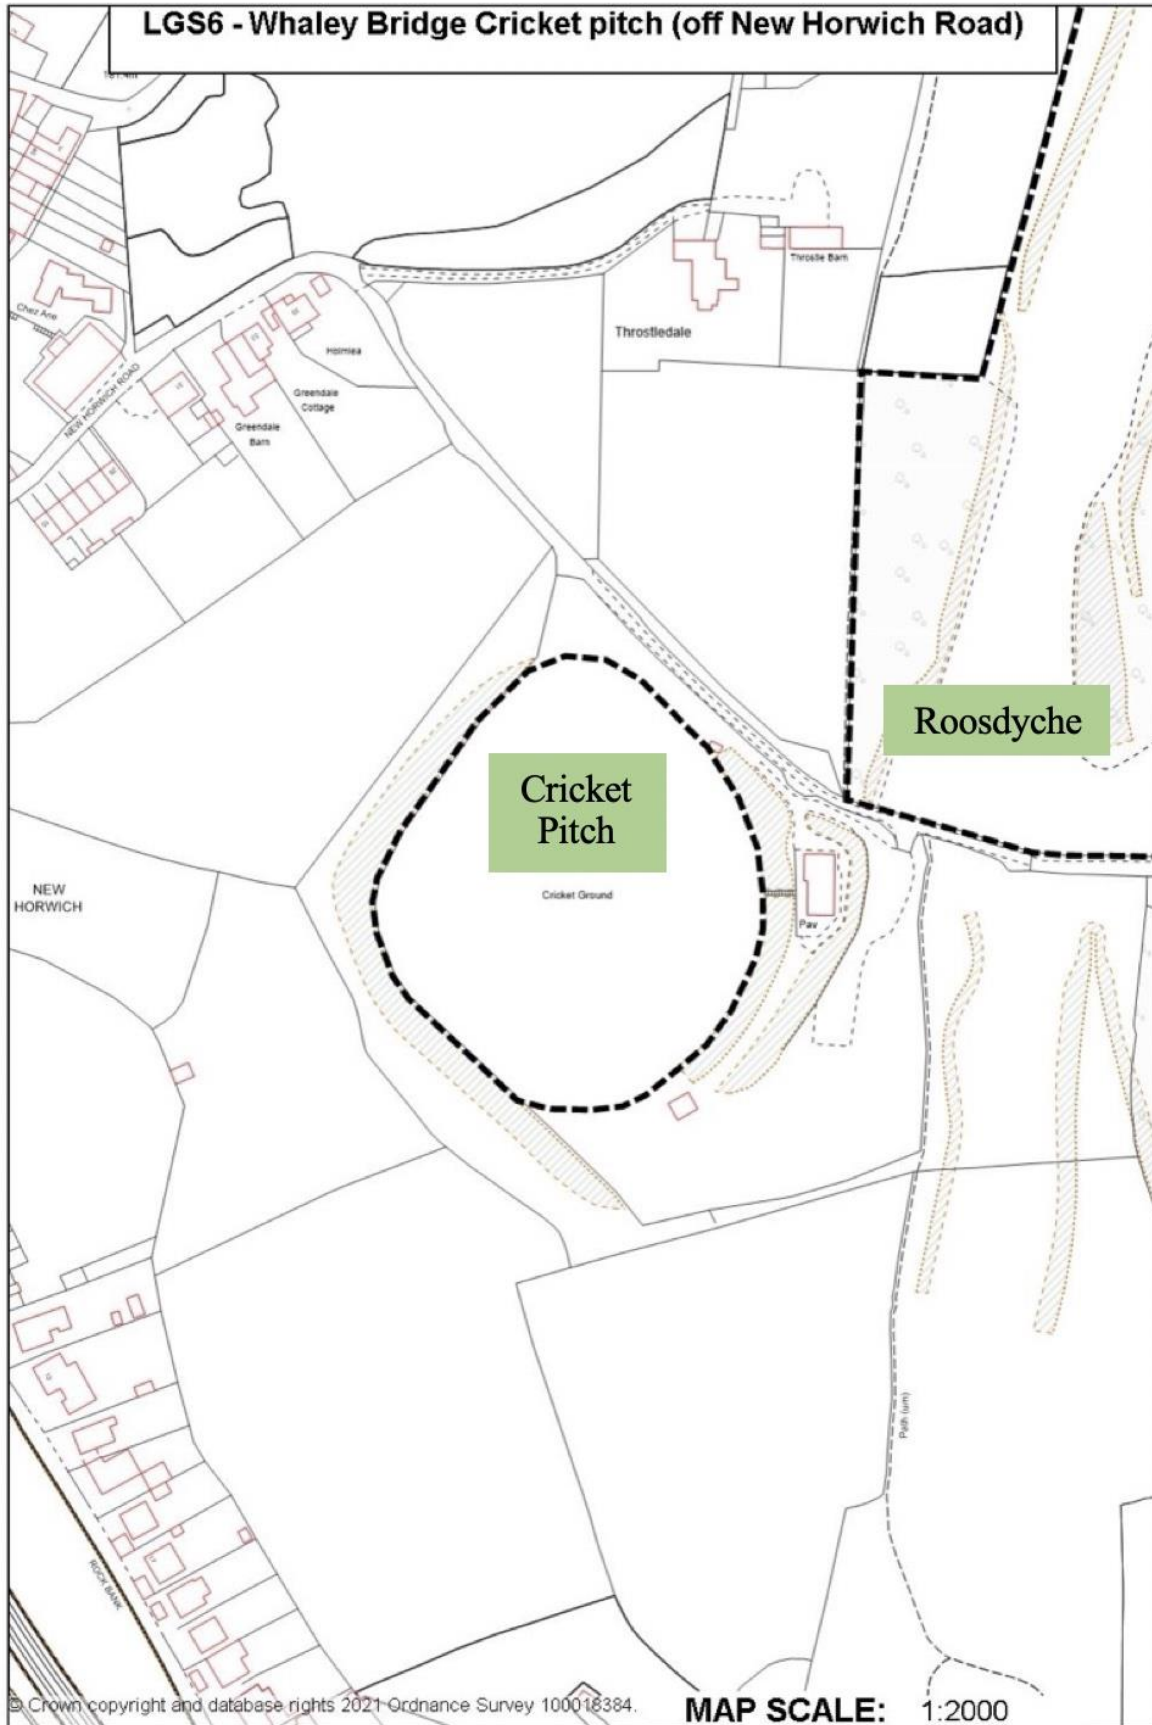 LGS6 - Whaley Bridge Cricket pitch (off New Horwich Road)
Throstle Barn
Chez Ane
Throstledale
Holmlea
NEW HORWICH ROAD
Greendale
Cottage
Greendale
Barn
Roosdyche
Cricket
Pitch
Cricket Ground
NEW
HORWICH
Pav
Path (um)
ROCK BANK
© Crown copyright and database rights 2021 Ordnance Survey 100018384.
MAP SCALE: 1:2000